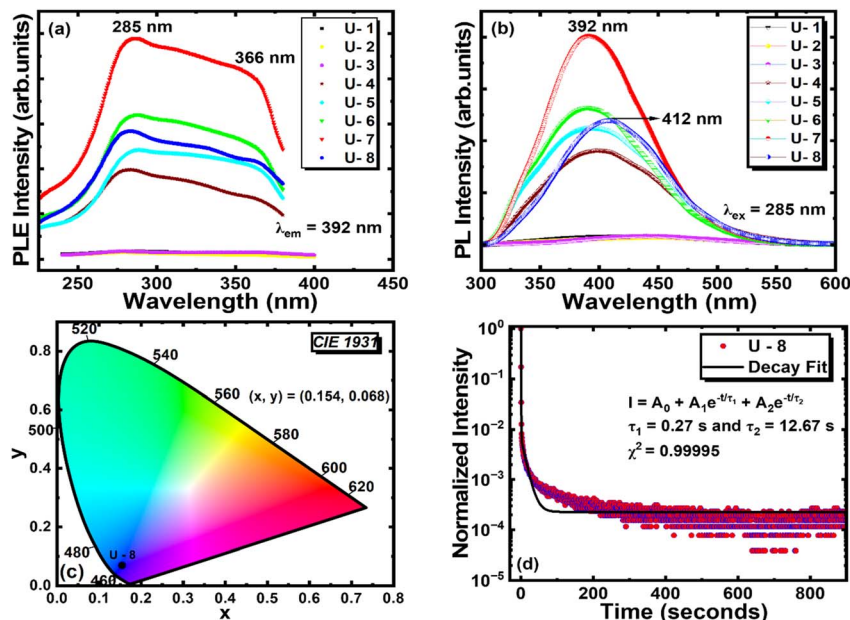 (a)
285 nm
366 nm
U- 1
U- 2
U- 3
U- 4
U- 5
U- 6
U- 7
U- 8
λem = 392 nm
PLE Intensity (arb.units)
250 300 350 400 450
Wavelength (nm)
(b)
392 nm
412 nm
U - 1
U - 2
U - 3
U - 4
U - 5
U - 6
U - 7
U - 8
λex = 285 nm
PL Intensity (arb.units)
300 350 400 450 500 550 600
Wavelength (nm)
CIE 1931
(x, y) = (0.154, 0.068)
520
540
560
580
600
620
500
480
460
U - 8
(c)
0.8
0.6
0.4
0.2
0.0
y
0.0 0.1 0.2 0.3 0.4 0.5 0.6 0.7 0.8
x
U - 8
Decay Fit
I = A0 + A1e-t/τ1 + A2e-t/τ2
τ1 = 0.27 s and τ2 = 12.67 s
χ2 = 0.99995
(d)
10^0
10^-1
10^-2
10^-3
10^-4
10^-5
Normalized Intensity
0 200 400 600 800
Time (seconds)